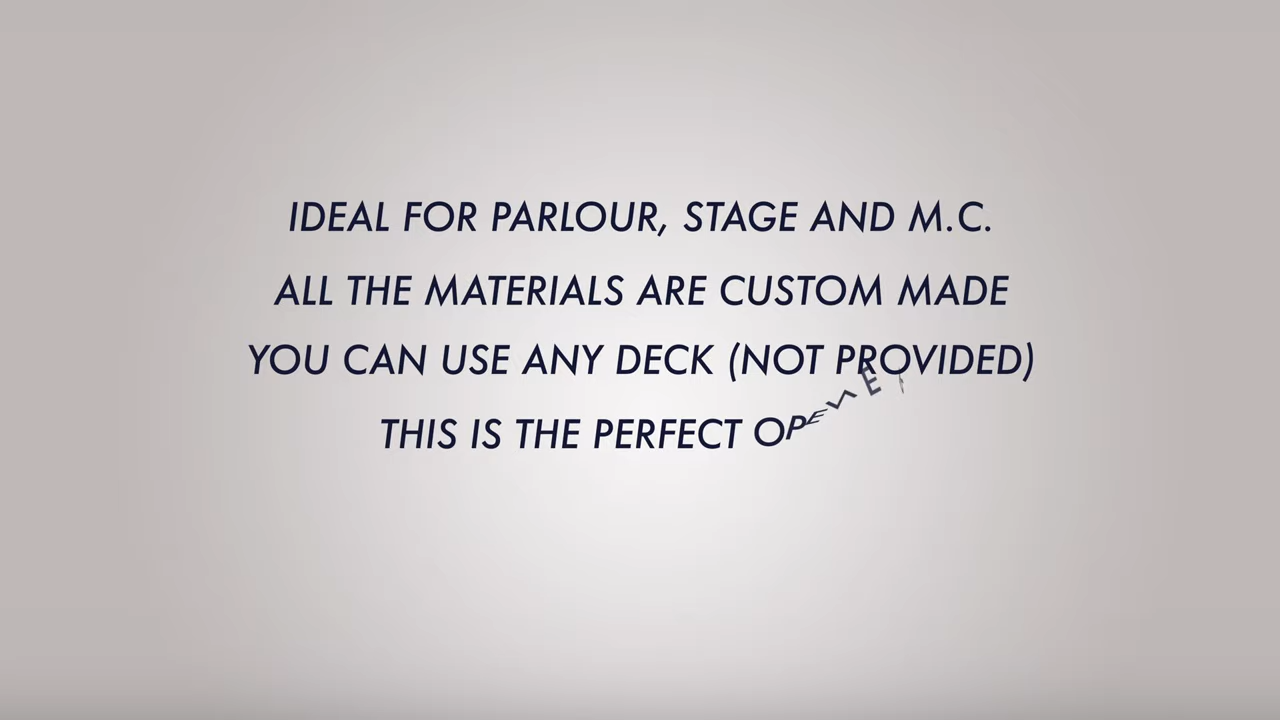 IDEAL FOR PARLOUR, STAGE AND M.C.
ALL THE MATERIALS ARE CUSTOM MADE
YOU CAN USE ANY DECK (NOT PROVIDED)
THIS IS THE PERFECT